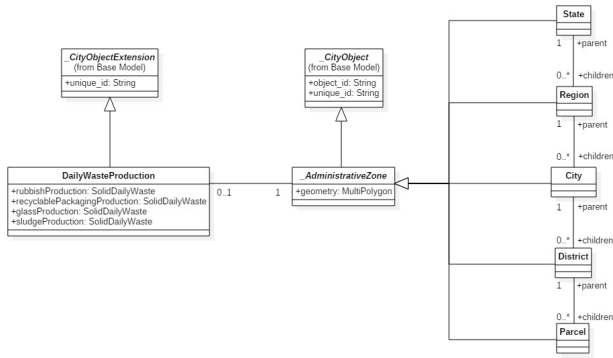 State
1 +parent
0..* +children
Region
1 +parent
0..* +children
City
1 +parent
0..* +children
District
1 +parent
0..* +children
Parcel
_CityObjectExtension
(from Base Model)
+unique_id: String
_CityObject
(from Base Model)
+object_id: String
+unique_id: String
DailyWasteProduction
+rubbishProduction: SolidDailyWaste
+recyclablePackagingProduction: SolidDailyWaste
+glassProduction: SolidDailyWaste
+sludgeProduction: SolidDailyWaste
0..1 1
_AdministrativeZone
+geometry: MultiPolygon